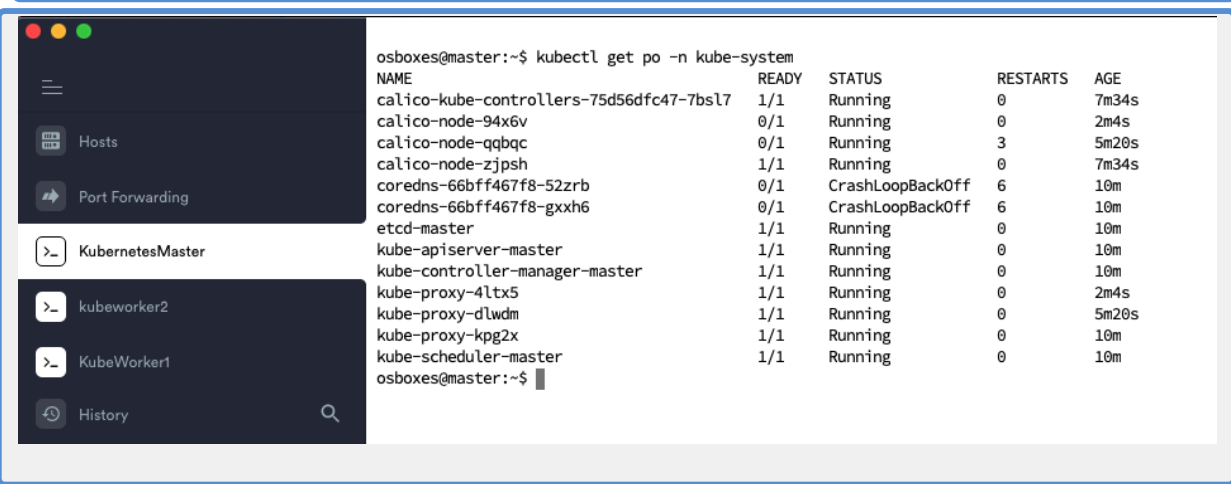 Hosts
Port Forwarding
KubernetesMaster
kubeworker2
KubeWorker1
History
osboxes@master:~$ kubectl get po -n kube-system
NAME READY STATUS RESTARTS AGE
calico-kube-controllers-75d56dfc47-7bsl7 1/1 Running 0 7m34s
calico-node-94x6v 0/1 Running 0 2m4s
calico-node-qqbqc 0/1 Running 3 5m20s
calico-node-zjpsh 1/1 Running 0 7m34s
coredns-66bff467f8-52zrb 0/1 CrashLoopBackOff 6 10m
coredns-66bff467f8-gxxh6 0/1 CrashLoopBackOff 6 10m
etcd-master 1/1 Running 0 10m
kube-apiserver-master 1/1 Running 0 10m
kube-controller-manager-master 1/1 Running 0 10m
kube-proxy-4ltx5 1/1 Running 0 2m4s
kube-proxy-dlwdm 1/1 Running 0 5m20s
kube-proxy-kpg2x 1/1 Running 0 10m
kube-scheduler-master 1/1 Running 0 10m
osboxes@master:~$